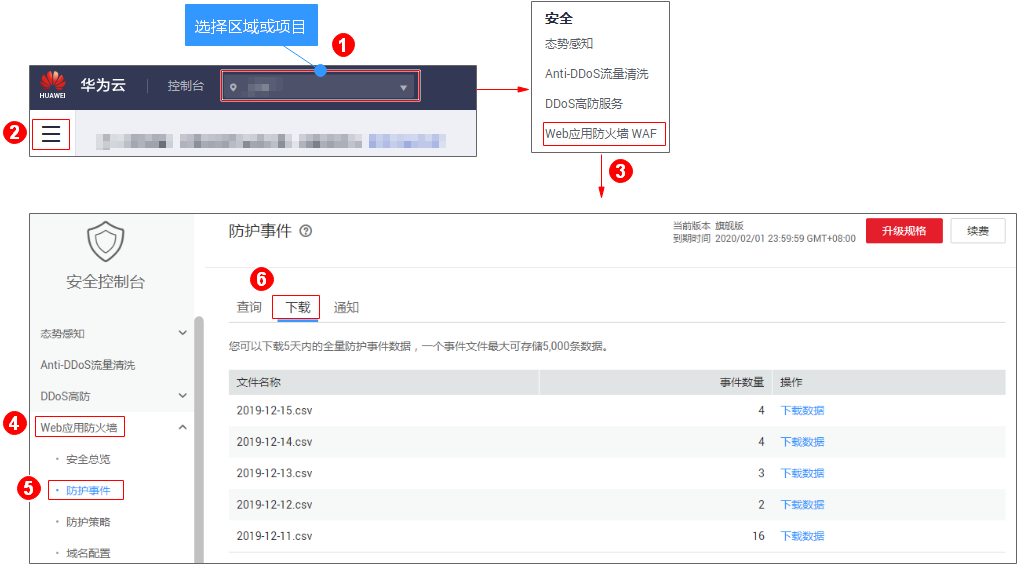 选择区域或项目
1
HUAWEI
华为云
控制台
2
安全
态势感知
Anti-DDoS流量清洗
DDoS高防服务
Web应用防火墙 WAF
3
安全控制台
态势感知
Anti-DDoS流量清洗
DDoS高防
4
Web应用防火墙
安全总览
5
防护事件
防护策略
域名配置
防护事件
当前版本 旗舰版
到期时间 2020/02/01 23:59:59 GMT+08:00
升级规格
续费
6
查询 下载 通知
您可以下载5天内的全量防护事件数据，一个事件文件最大可存储5,000条数据。
文件名称 事件数量 操作
2019-12-15.csv 4 下载数据
2019-12-14.csv 4 下载数据
2019-12-13.csv 3 下载数据
2019-12-12.csv 2 下载数据
2019-12-11.csv 16 下载数据